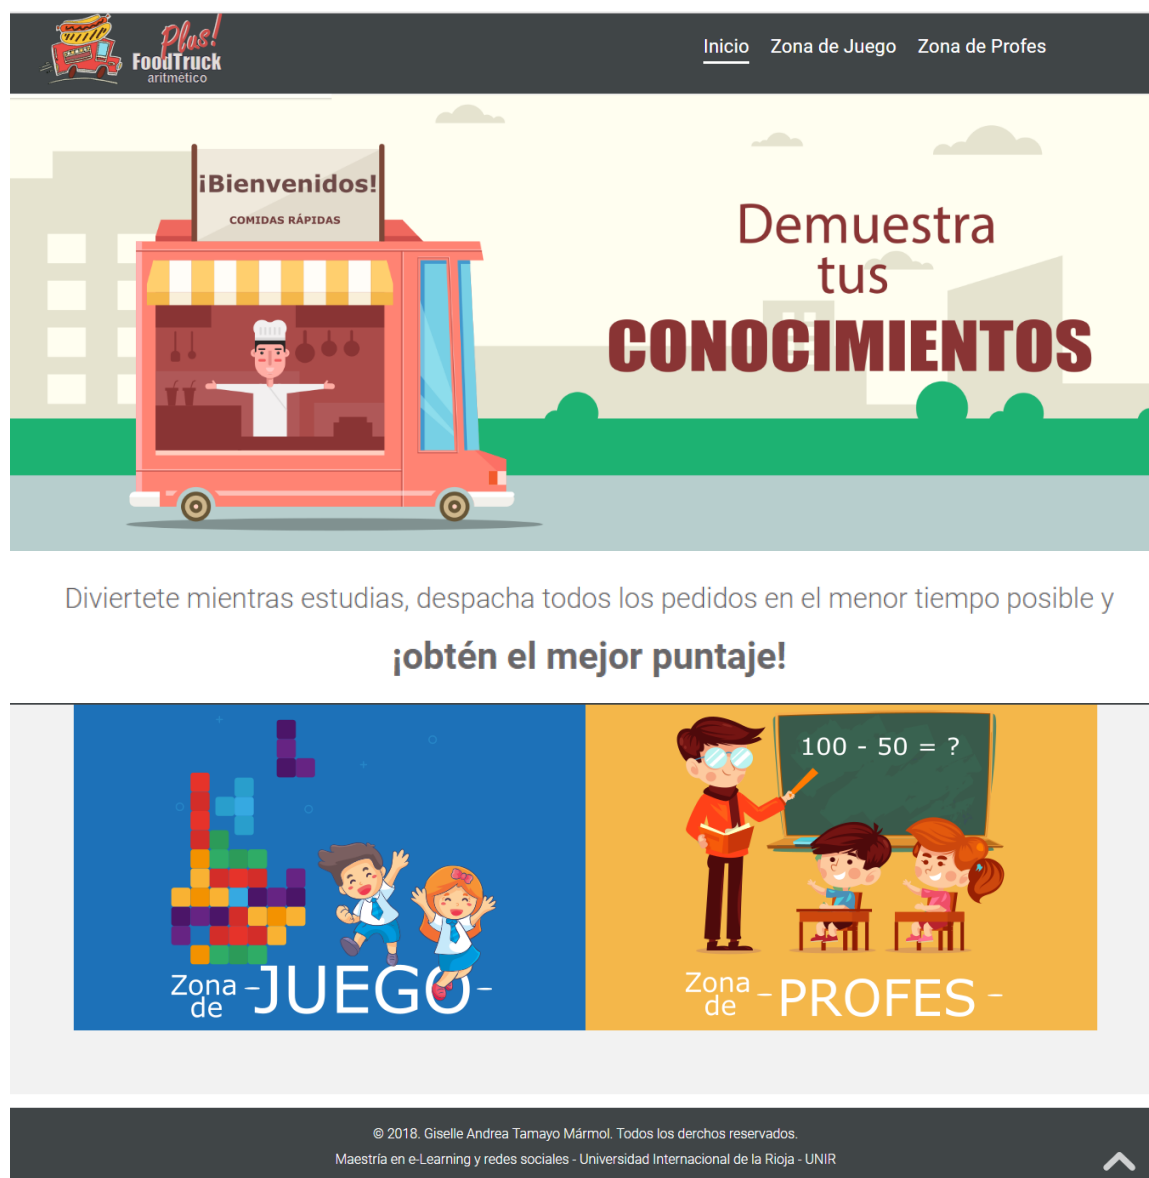 Plus!
FoodTruck
aritmético
Inicio Zona de Juego Zona de Profes
¡Bienvenidos!
COMIDAS RÁPIDAS
Demuestra
tus
CONOCIMIENTOS
Diviertete mientras estudias, despacha todos los pedidos en el menor tiempo posible y
¡obtén el mejor puntaje!
100 - 50 = ?
Zona
de - JUEGO -
Zona
de - PROFES -
© 2018. Giselle Andrea Tamayo Mármol. Todos los derchos reservados.
Maestría en e-Learning y redes sociales - Universidad Internacional de la Rioja - UNIR